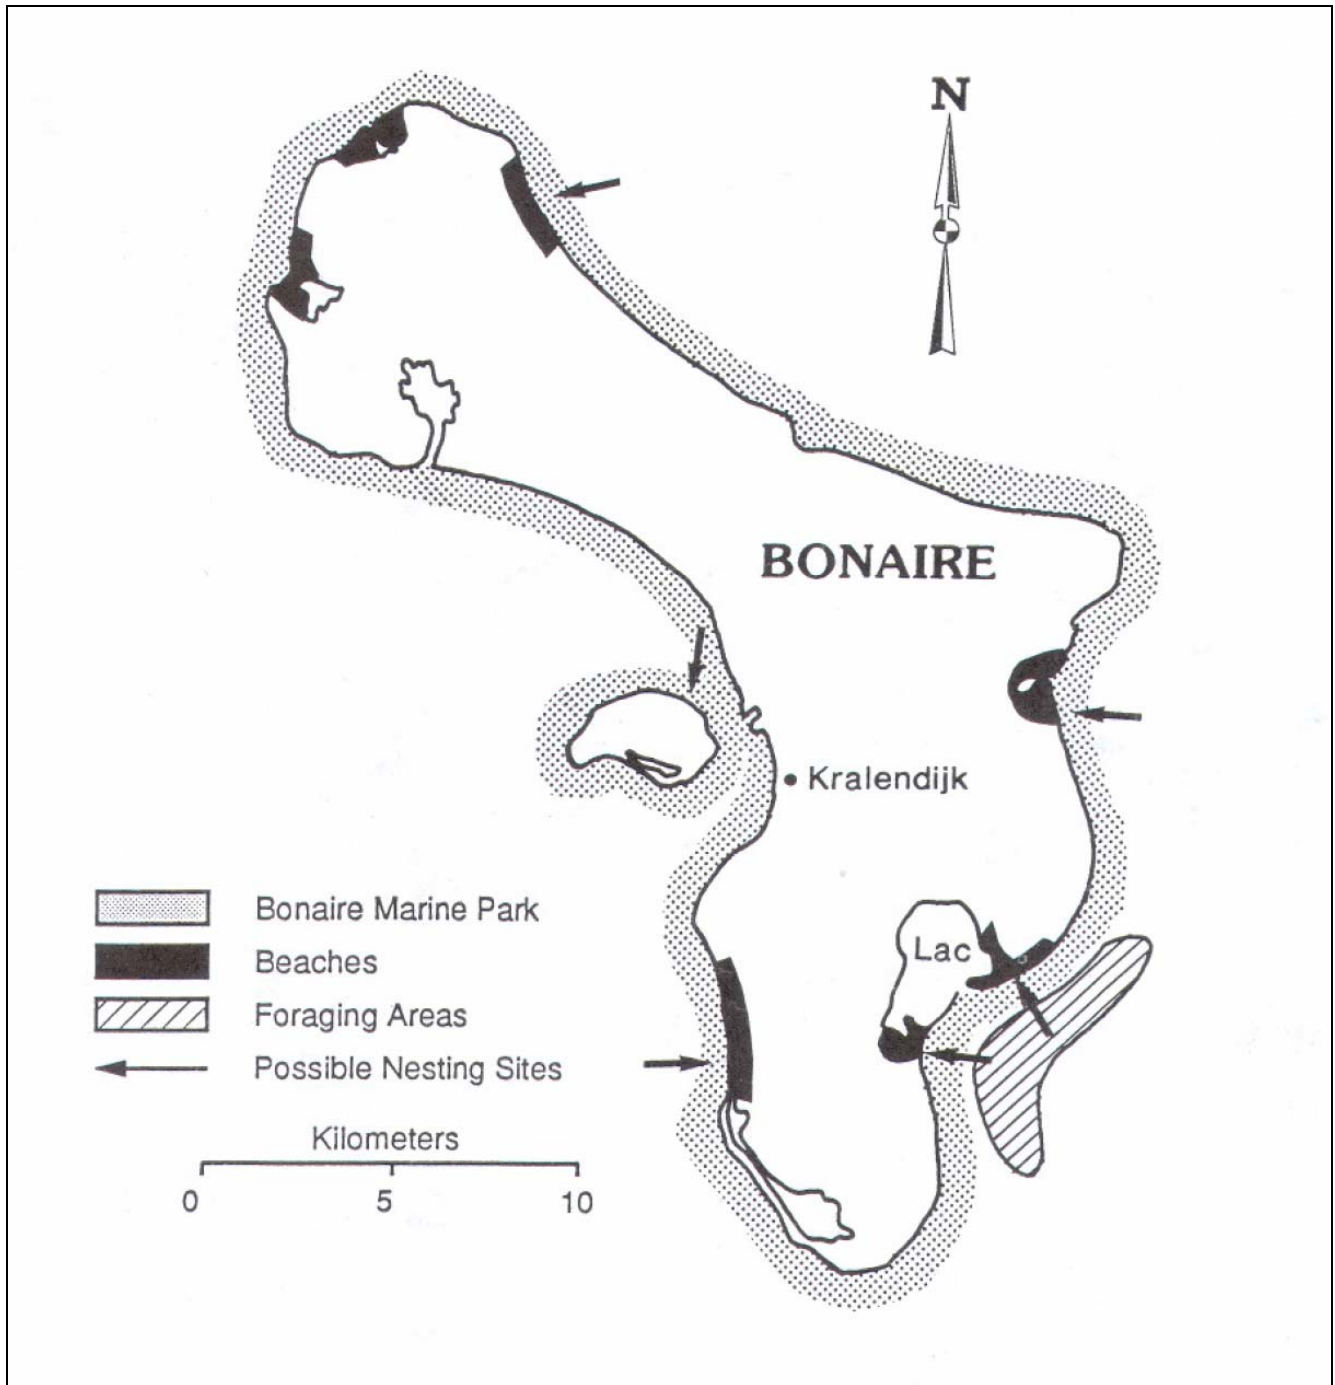 N
BONAIRE
Kralendijk
Lac
Bonaire Marine Park
Beaches
Foraging Areas
Possible Nesting Sites
Kilometers
0 5 10